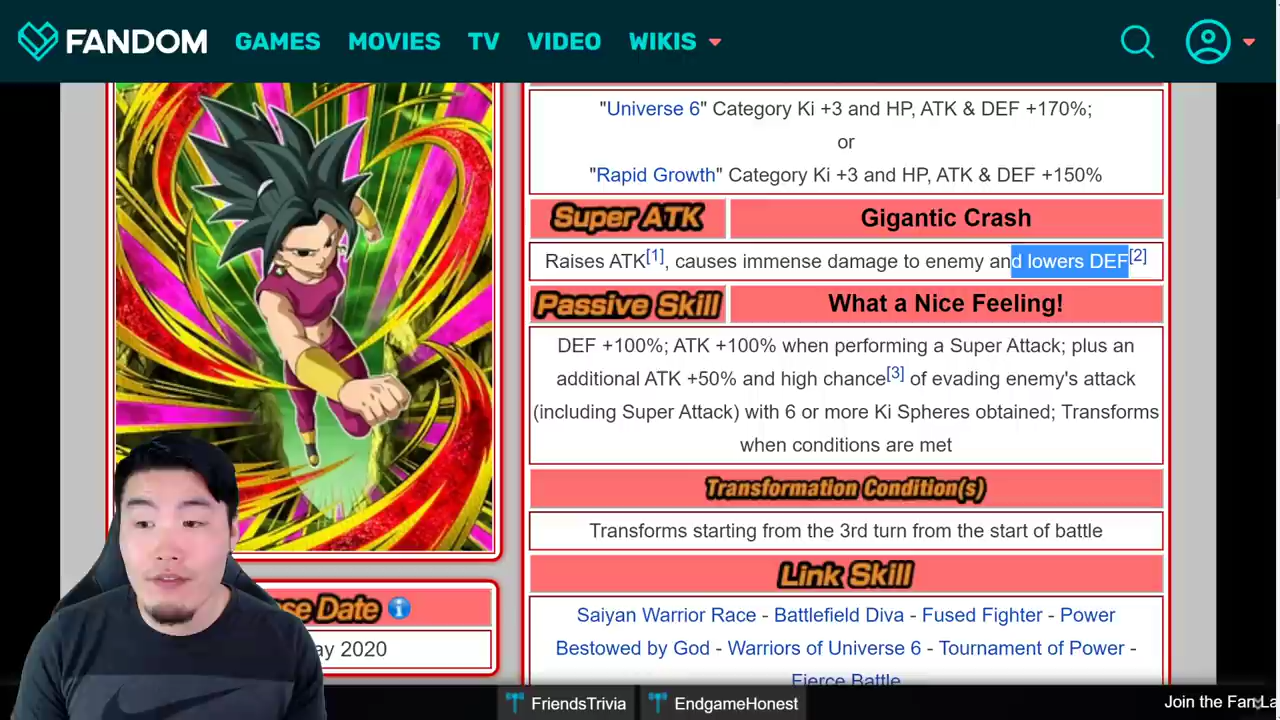 FANDOM GAMES MOVIES TV VIDEO WIKIS
"Universe 6" Category Ki +3 and HP, ATK & DEF +170%;
or
"Rapid Growth" Category Ki +3 and HP, ATK & DEF +150%
Super ATK Gigantic Crash
Raises ATK[1], causes immense damage to enemy and lowers DEF[2]
Passive Skill What a Nice Feeling!
DEF +100%; ATK +100% when performing a Super Attack; plus an
additional ATK +50% and high chance[3] of evading enemy's attack
(including Super Attack) with 6 or more Ki Spheres obtained; Transforms
when conditions are met
Transformation Condition(s)
Transforms starting from the 3rd turn from the start of battle
Link Skill
Saiyan Warrior Race - Battlefield Diva - Fused Fighter - Power
Bestowed by God - Warriors of Universe 6 - Tournament of Power -
Fierce Battle
Date
2020
FriendsTrivia EndgameHonest Join the Fan